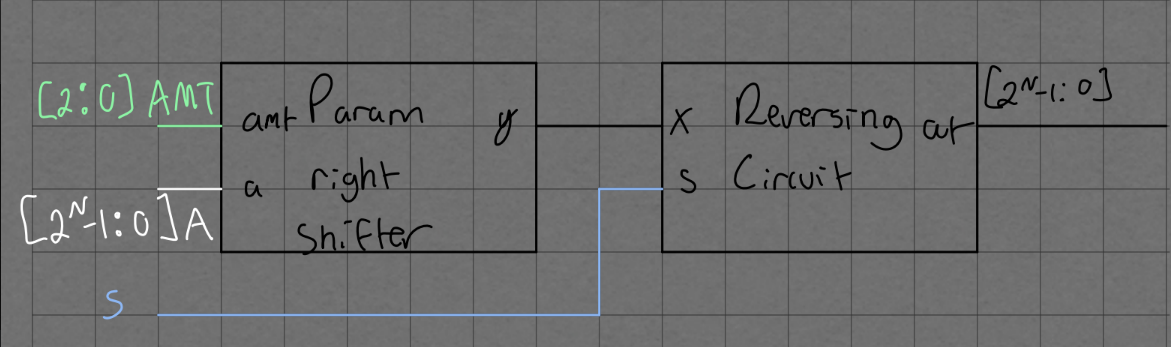 [2:0] AMT
amt Param y
a right
shifter
[2^N-1:0] A
S
X Reversing out
S Circuit
[2^N-1:0]